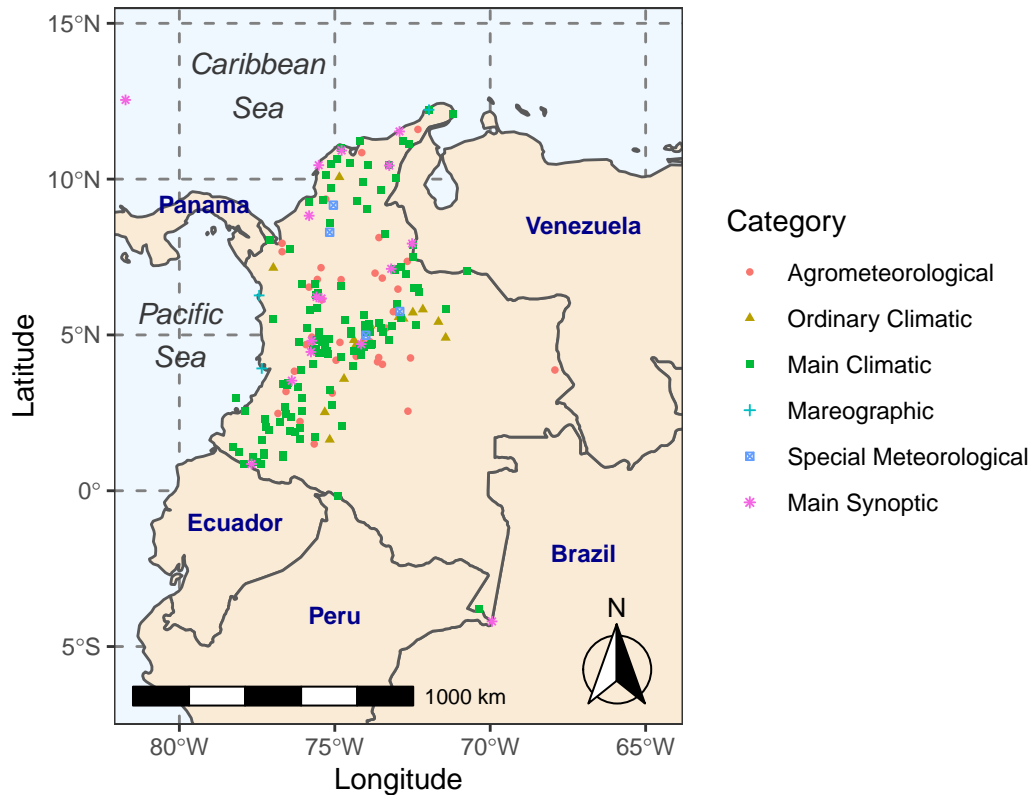 15°N
10°N
5°N
0°
5°S
80°W
75°W
70°W
65°W
Latitude
Longitude
Caribbean
Sea
Panama
Venezuela
Pacific
Sea
Ecuador
Brazil
Peru
N
1000 km
Category
Agrometeorological
Ordinary Climatic
Main Climatic
Mareographic
Special Meteorological
Main Synoptic